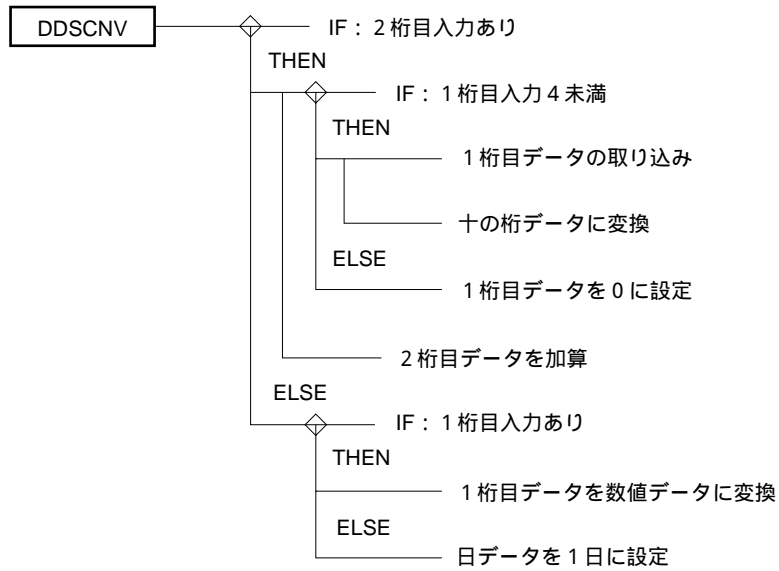 DDSCNV
IF：２桁目入力あり
THEN
IF：１桁目入力４未満
THEN
１桁目データの取り込み
十の桁データに変換
ELSE
１桁目データを０に設定
２桁目データを加算
ELSE
IF：１桁目入力あり
THEN
１桁目データを数値データに変換
ELSE
日データを１日に設定